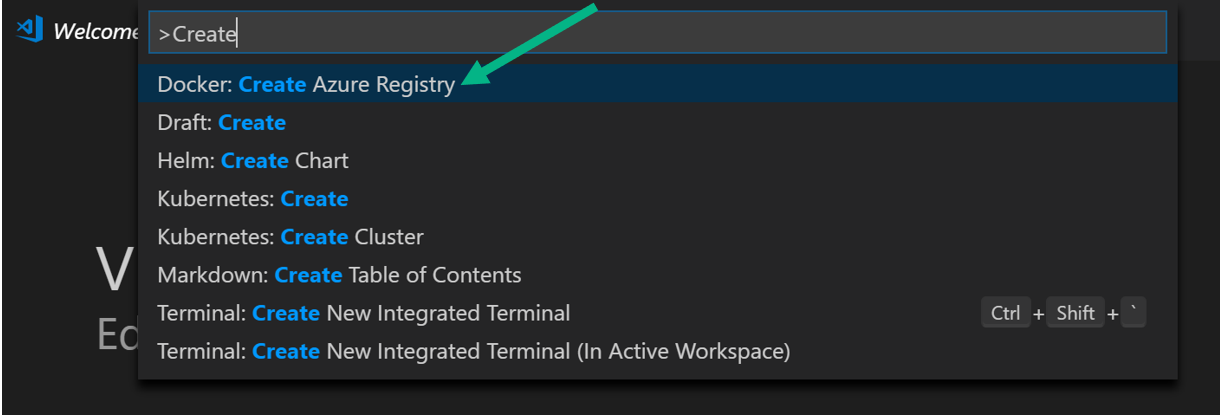 Welcome
>Create
Docker: Create Azure Registry
Draft: Create
Helm: Create Chart
Kubernetes: Create
Kubernetes: Create Cluster
Markdown: Create Table of Contents
Terminal: Create New Integrated Terminal Ctrl + Shift + `
Terminal: Create New Integrated Terminal (In Active Workspace)
V
Ed